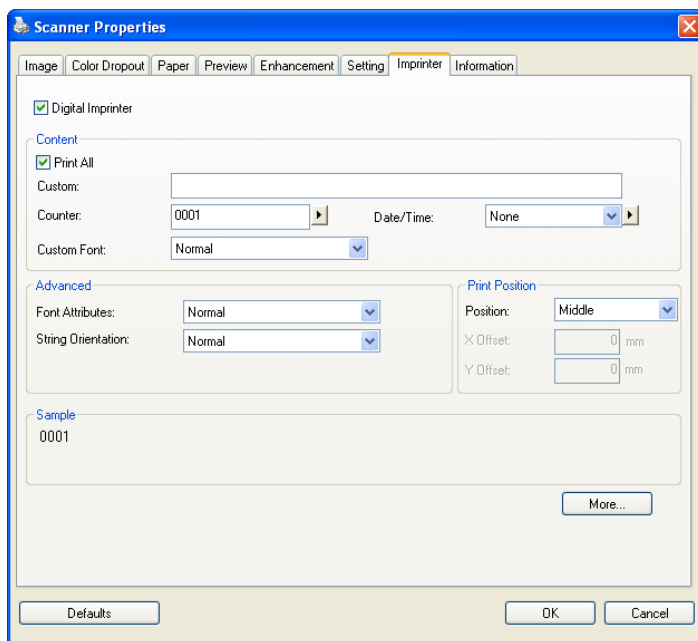 Scanner Properties
Image Color Dropout Paper Preview Enhancement Setting Imprinter Information
Digital Imprinter
Content
Print All
Custom:
Counter: 0001 Date/Time: None
Custom Font: Normal
Advanced
Font Attributes: Normal
String Orientation: Normal
Print Position
Position: Middle
X Offset: 0 mm
Y Offset: 0 mm
Sample
0001
More...
Defaults OK Cancel